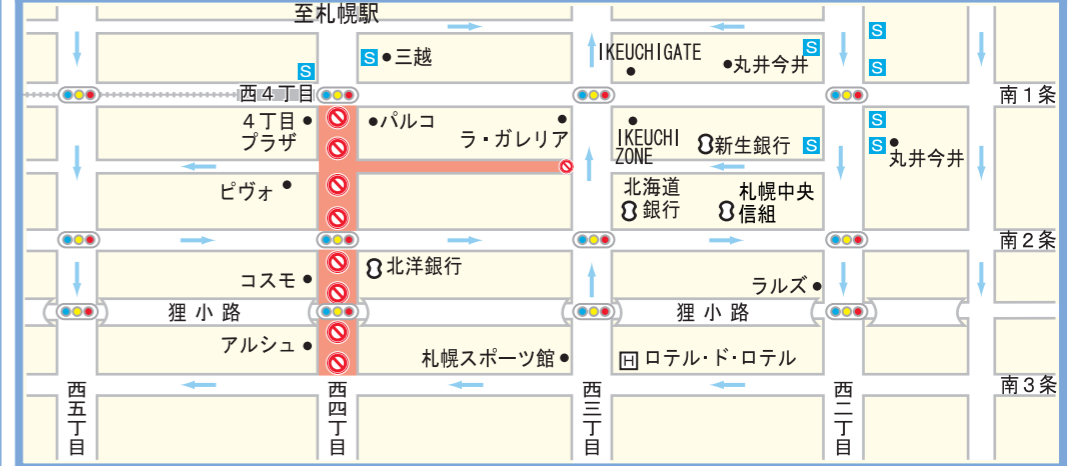 至札幌駅
S
S
三越
S
IKEUCHI GATE
丸井今井
S
S
S
西4丁目
南1条
4丁目
プラザ
パルコ
ラ・ガレリア
IKEUCHI
ZONE
新生銀行
S
S
S
丸井今井
ピヴォ
北海道
銀行
札幌中央
信組
南2条
コスモ
北洋銀行
ラルズ
狸小路
狸小路
アルシュ
札幌スポーツ館
H
ロテル・ド・ロテル
南3条
西五丁目
西四丁目
西三丁目
西二丁目